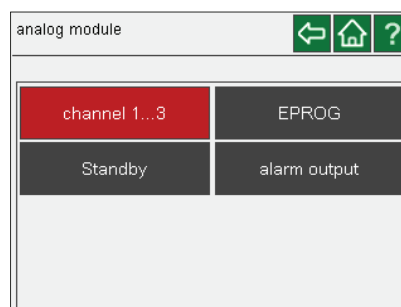 analog module
?
channel 1...3
EPROG
Standby
alarm output